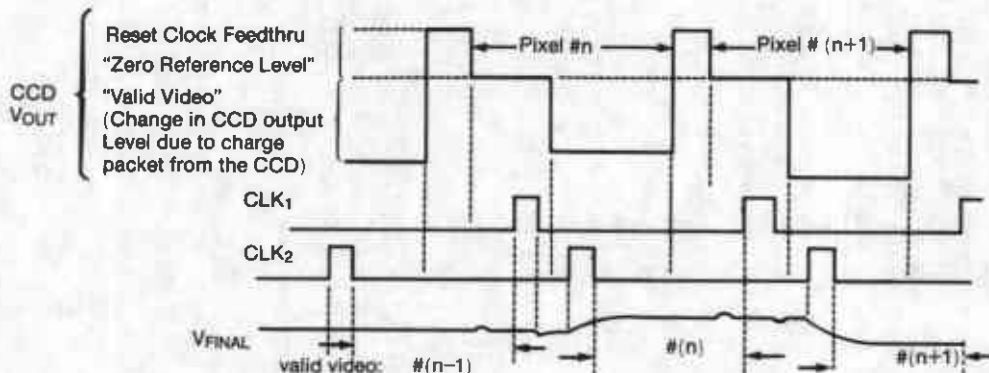 Reset Clock Feedthru
Pixel #n
Pixel # (n+1)
"Zero Reference Level"
CCD
VOUT
"Valid Video"
(Change in CCD output
Level due to charge
packet from the CCD)
CLK1
CLK2
VFINAL
valid video: #(n−1) #(n) #(n+1)